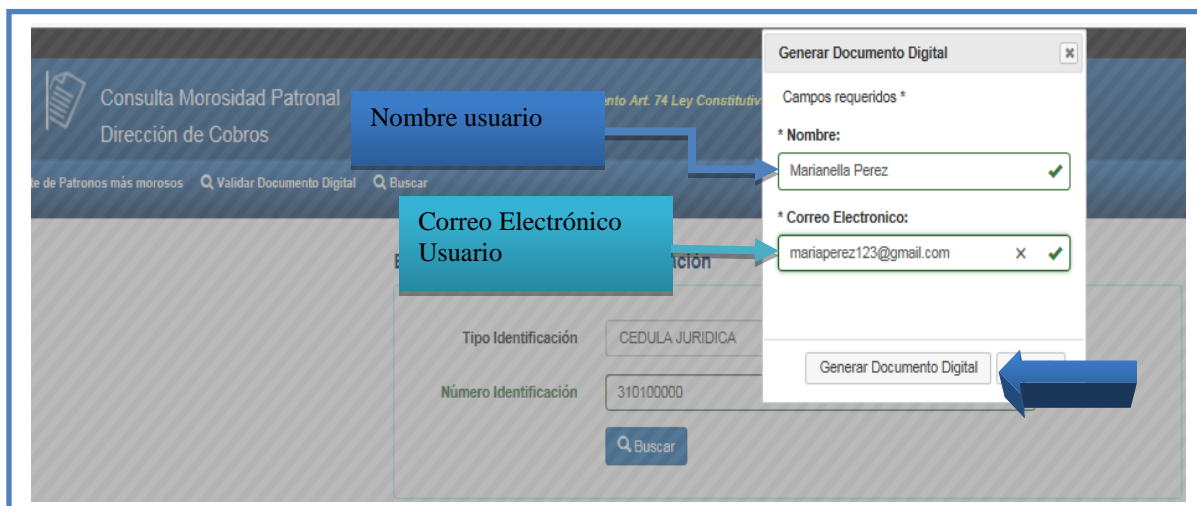 Generar Documento Digital
Consulta Morosidad Patronal
Dirección de Cobros
nto Art. 74 Ley Constitutiv
Campos requeridos *
Nombre usuario
* Nombre:
Marianella Perez
te de Patronos más morosos Validar Documento Digital Buscar
* Correo Electronico:
Correo Electrónico
Usuario
mariaperez123@gmail.com
ación
Tipo Identificación CEDULA JURIDICA
Generar Documento Digital
Número Identificación 310100000
Buscar